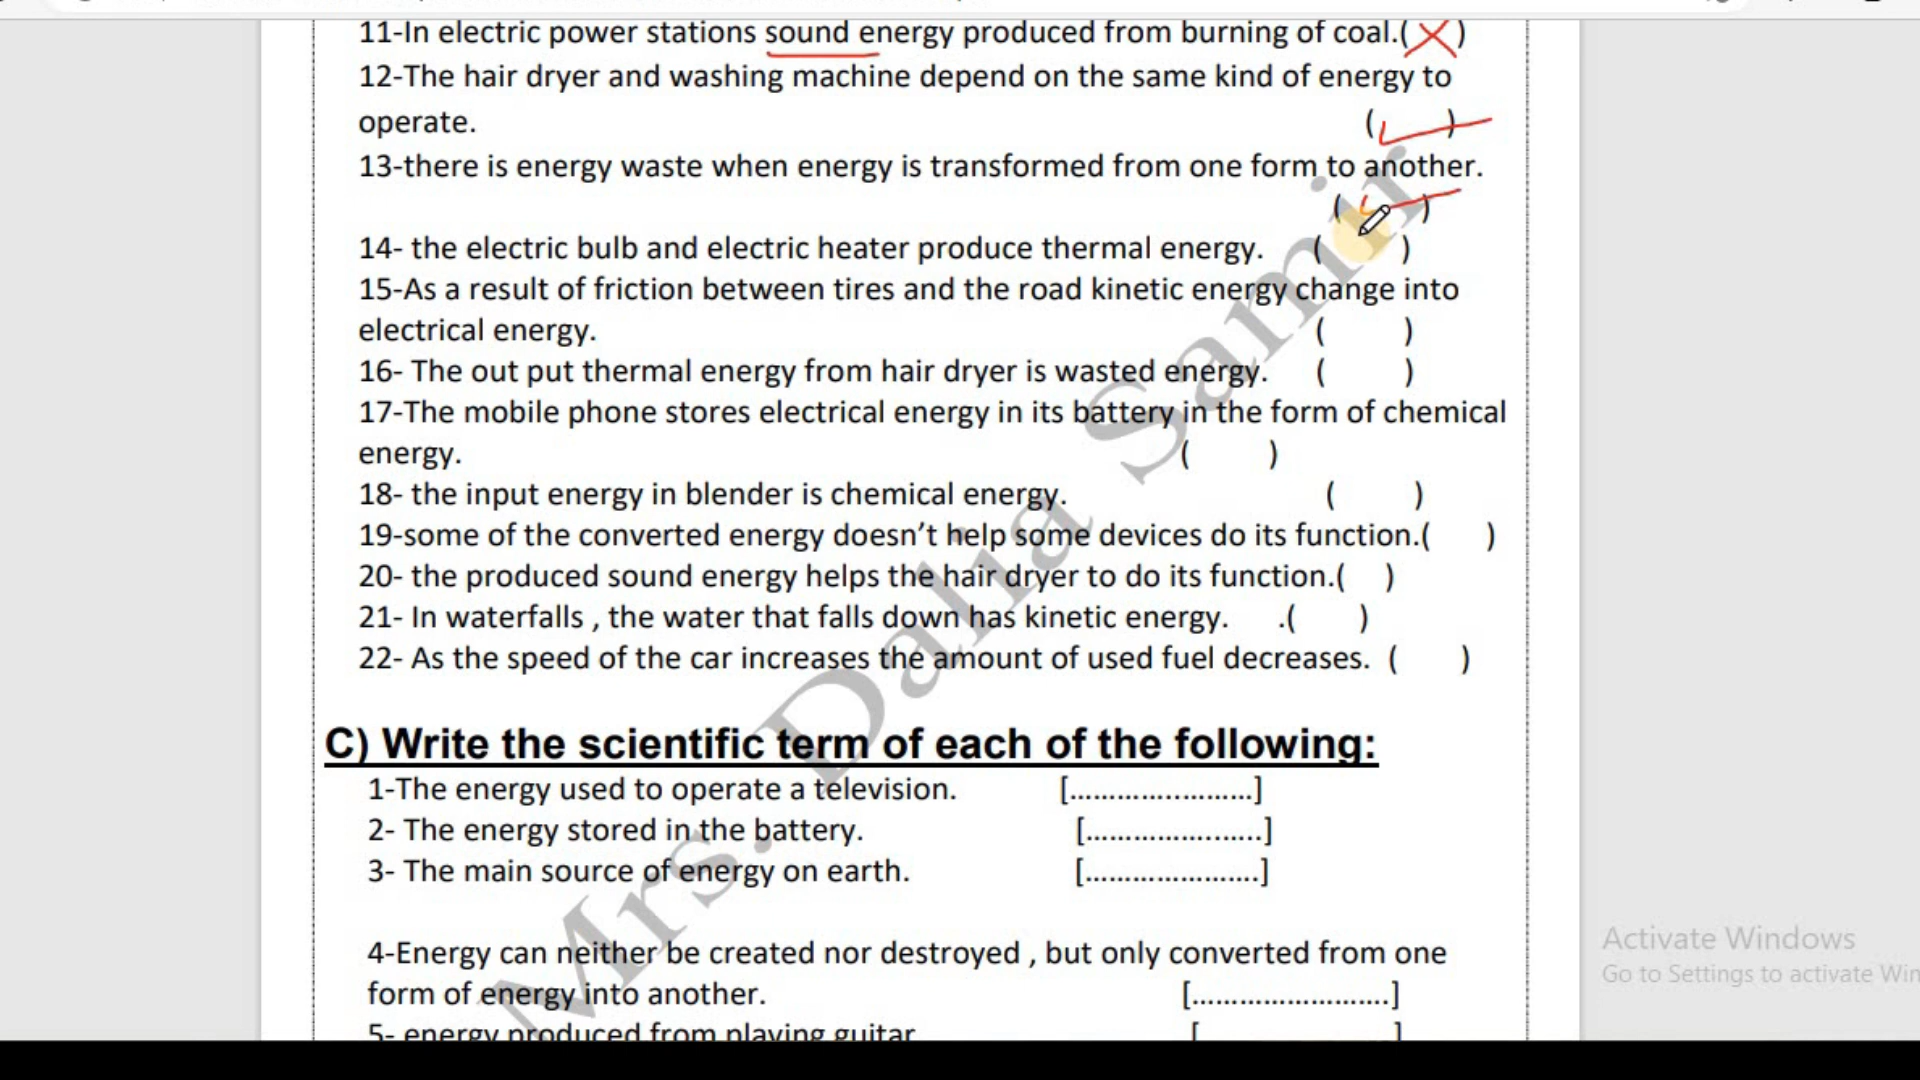 11-In electric power stations sound energy produced from burning of coal.(X)
12-The hair dryer and washing machine depend on the same kind of energy to
operate. (✓)
13-there is energy waste when energy is transformed from one form to another.
(✓)
14- the electric bulb and electric heater produce thermal energy. ( )
15-As a result of friction between tires and the road kinetic energy change into
electrical energy. ( )
16- The out put thermal energy from hair dryer is wasted energy. ( )
17-The mobile phone stores electrical energy in its battery in the form of chemical
energy. ( )
18- the input energy in blender is chemical energy. ( )
19-some of the converted energy doesn’t help some devices do its function.( )
20- the produced sound energy helps the hair dryer to do its function.( )
21- In waterfalls , the water that falls down has kinetic energy. .( )
22- As the speed of the car increases the amount of used fuel decreases. ( )
C) Write the scientific term of each of the following:
1-The energy used to operate a television. [........................]
2- The energy stored in the battery. [........................]
3- The main source of energy on earth. [........................]
4-Energy can neither be created nor destroyed , but only converted from one
form of energy into another. [..........................]
5- energy produced from playing guitar [ ]
Mrs. Dalia Samir
Activate Windows
Go to Settings to activate Win